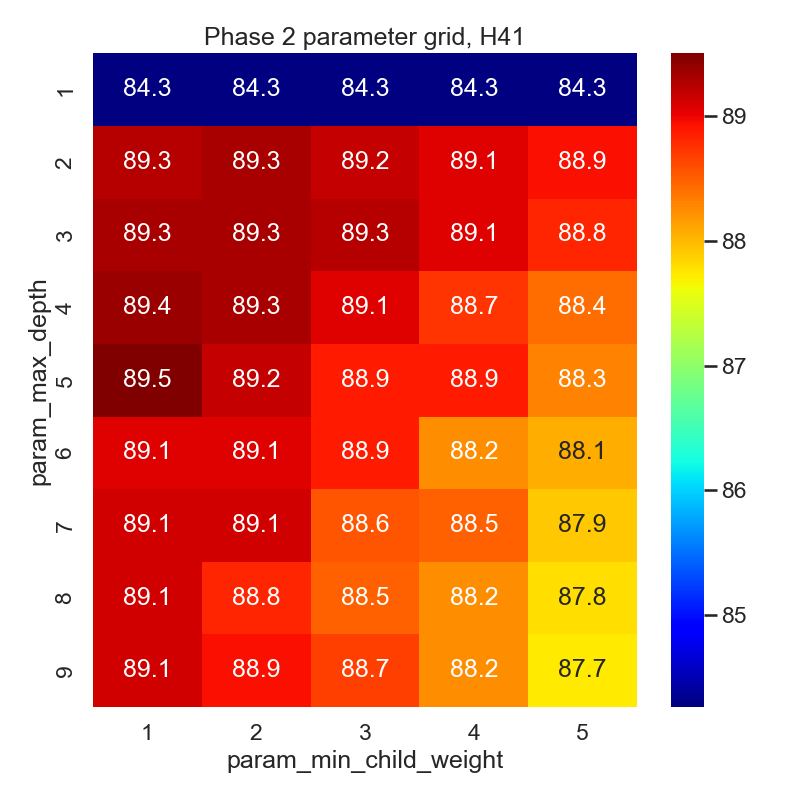 Phase 2 parameter grid, H41
param_max_depth
1 84.3 84.3 84.3 84.3 84.3
2 89.3 89.3 89.2 89.1 88.9
3 89.3 89.3 89.3 89.1 88.8
4 89.4 89.3 89.1 88.7 88.4
5 89.5 89.2 88.9 88.9 88.3
6 89.1 89.1 88.9 88.2 88.1
7 89.1 89.1 88.6 88.5 87.9
8 89.1 88.8 88.5 88.2 87.8
9 89.1 88.9 88.7 88.2 87.7
1 2 3 4 5
param_min_child_weight
89
88
87
86
85